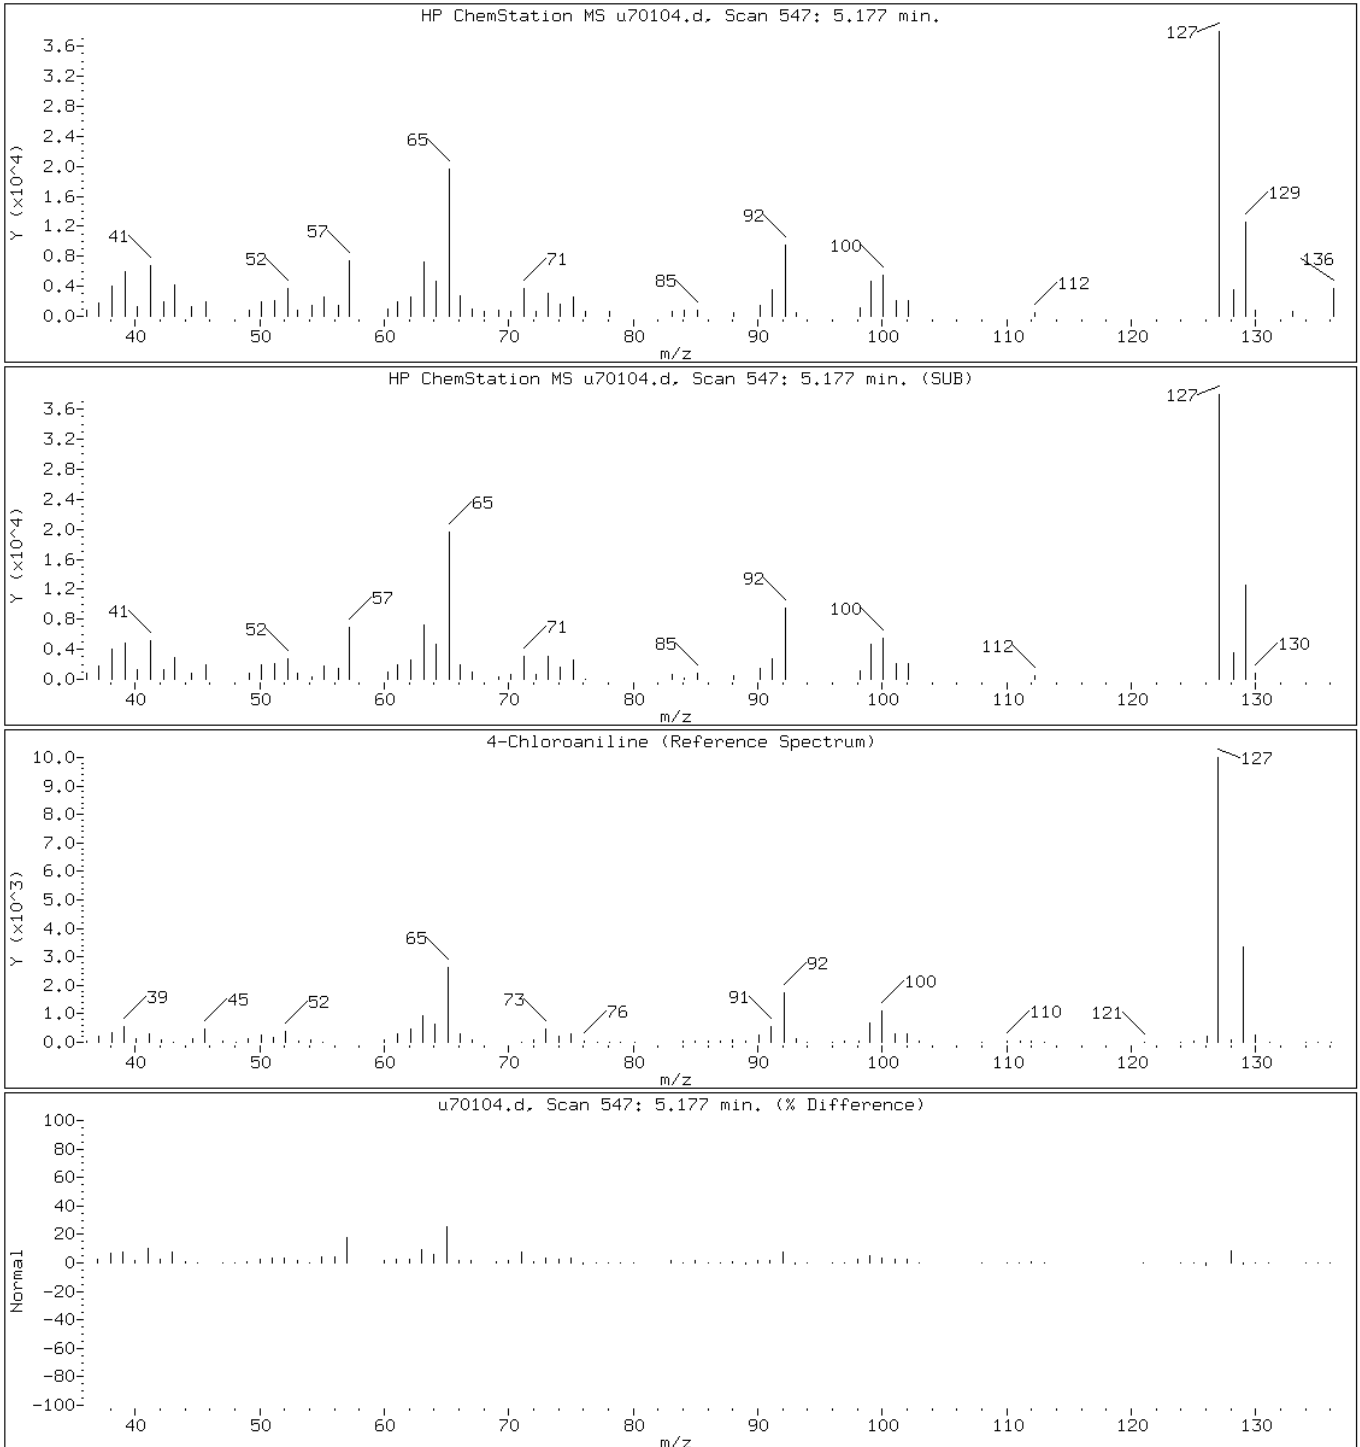 HP ChemStation MS u70104.d, Scan 547: 5.177 min.
Y (x10^4)
3.6-
3.2-
2.8-
2.4-
2.0-
1.6-
1.2-
0.8-
0.4-
0.0-
41 52 57 65 71 85 92 100 112 127 129 136
40 50 60 70 80 90 100 110 120 130
m/z
HP ChemStation MS u70104.d, Scan 547: 5.177 min. (SUB)
Y (x10^4)
3.6-
3.2-
2.8-
2.4-
2.0-
1.6-
1.2-
0.8-
0.4-
0.0-
41 52 57 65 71 85 92 100 112 127 130
40 50 60 70 80 90 100 110 120 130
m/z
4-Chloroaniline (Reference Spectrum)
Y (x10^3)
10.0-
9.0-
8.0-
7.0-
6.0-
5.0-
4.0-
3.0-
2.0-
1.0-
0.0-
39 45 52 65 73 76 91 92 100 110 121 127
40 50 60 70 80 90 100 110 120 130
m/z
u70104.d, Scan 547: 5.177 min. (% Difference)
Normal
100-
80-
60-
40-
20-
0-
-20-
-40-
-60-
-80-
-100-
40 50 60 70 80 90 100 110 120 130
m/z